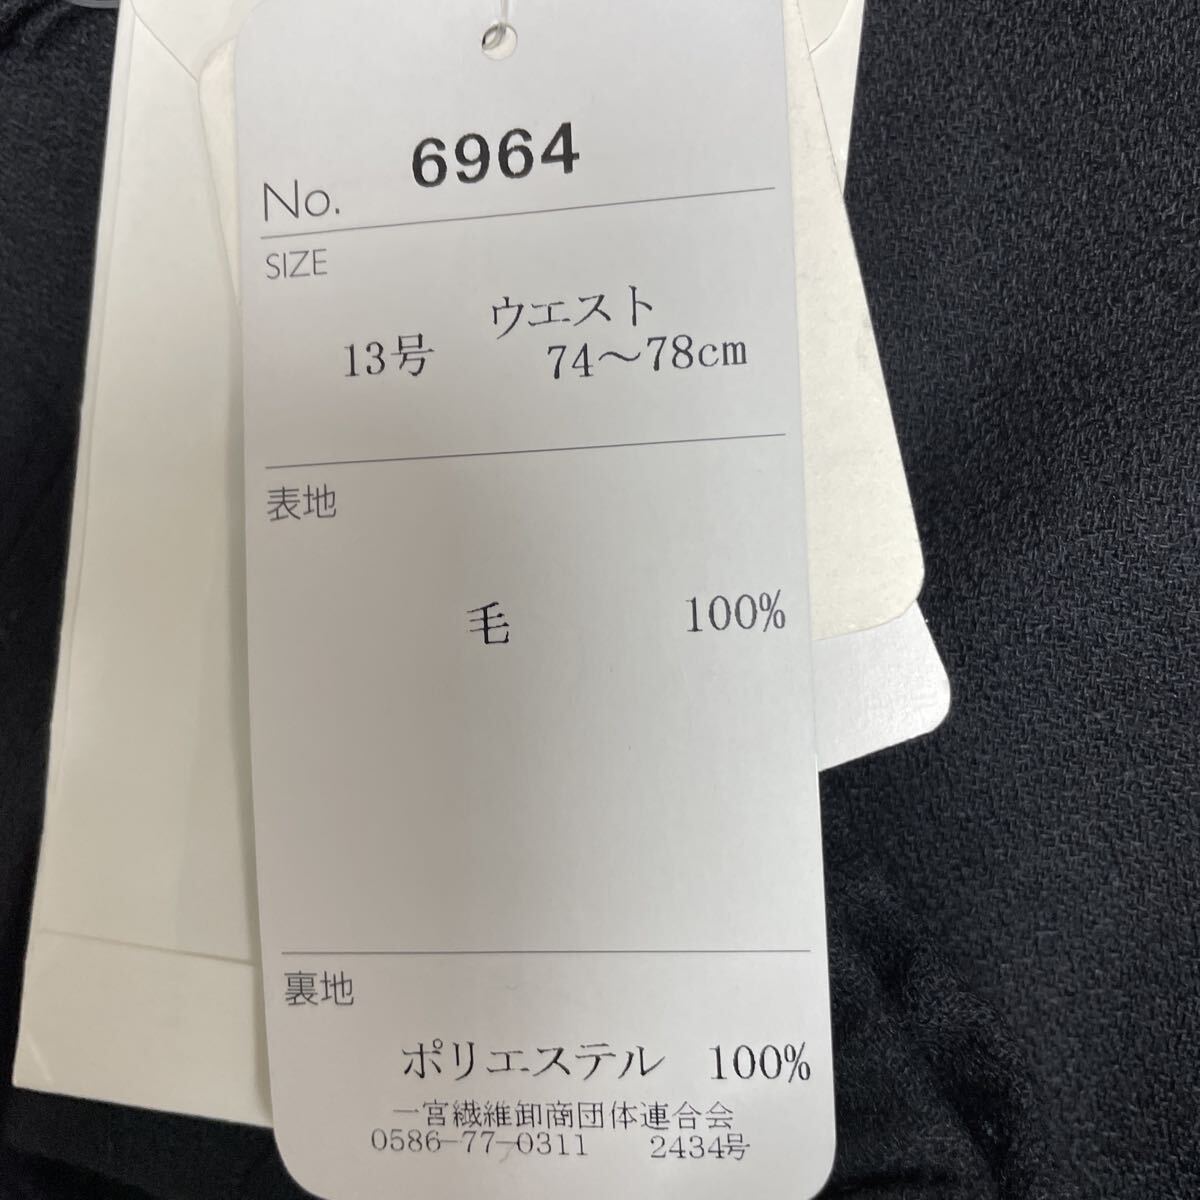 No. 6964
SIZE
ウエスト
13号 74～78cm
表地
毛 100%
裏地
ポリエステル 100%
一宮繊維卸商団体連合会
0586-77-0311 2434号